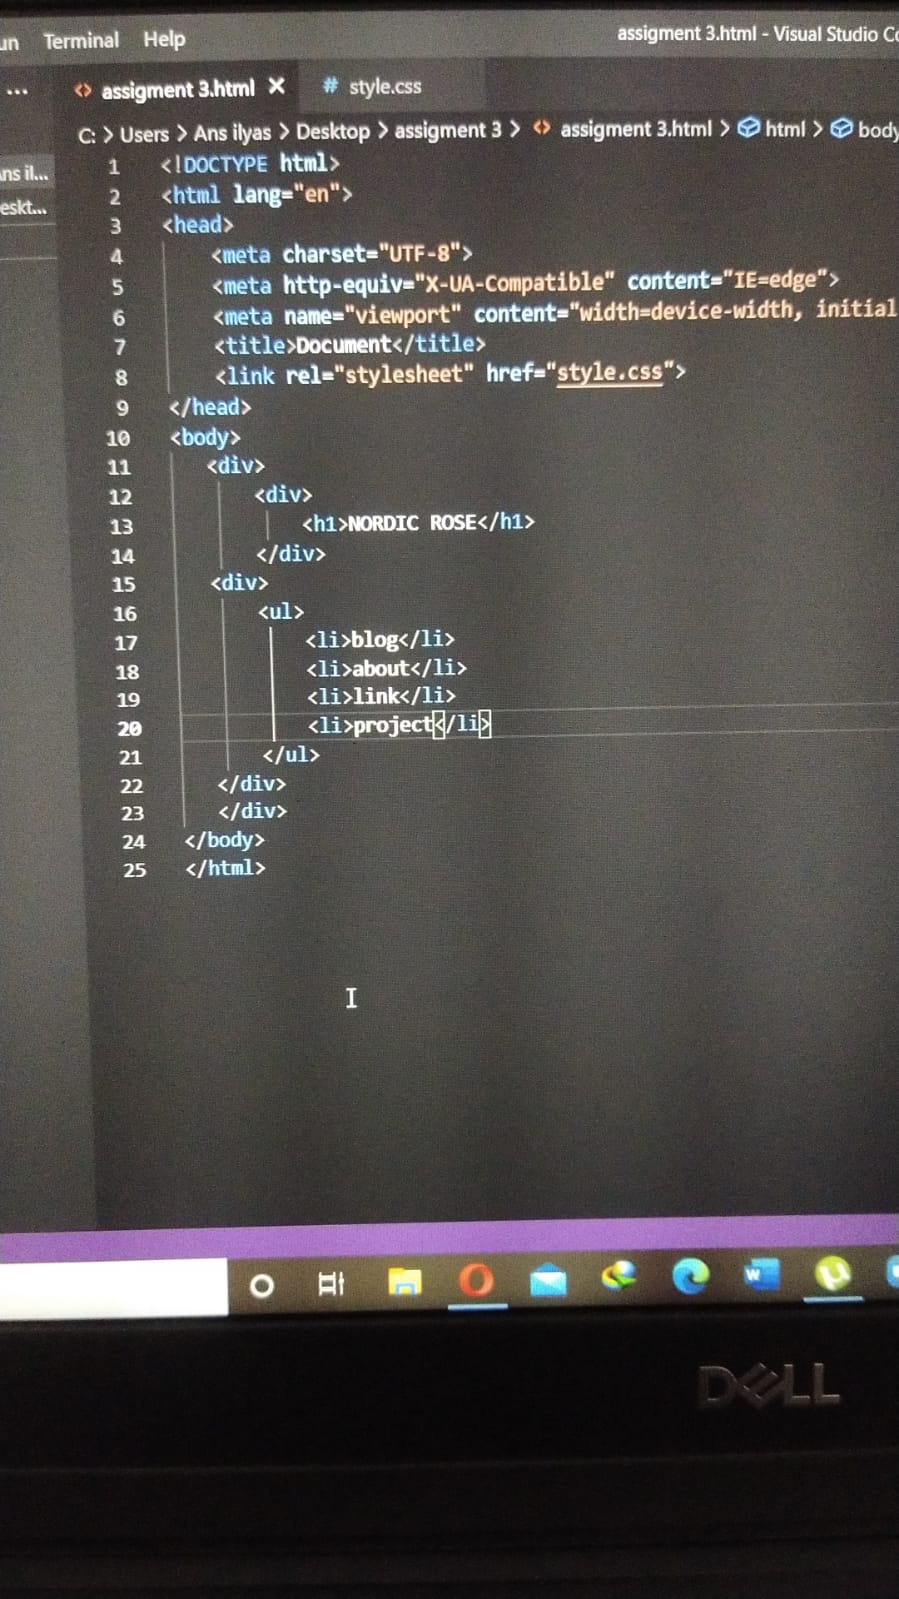 Terminal Help assigment 3.html - Visual Studio
... <> assigment 3.html × # style.css
C: > Users > Ans ilyas > Desktop > assigment 3 > <> assigment 3.html > html > body
1 <!DOCTYPE html>
2 <html lang="en">
3 <head>
4 <meta charset="UTF-8">
5 <meta http-equiv="X-UA-Compatible" content="IE=edge">
6 <meta name="viewport" content="width=device-width, initial
7 <title>Document</title>
8 <link rel="stylesheet" href="style.css">
9 </head>
10 <body>
11 <div>
12 <div>
13 <h1>NORDIC ROSE</h1>
14 </div>
15 <div>
16 <ul>
17 <li>blog</li>
18 <li>about</li>
19 <li>link</li>
20 <li>project</li>
21 </ul>
22 </div>
23 </div>
24 </body>
25 </html>
W
DELL